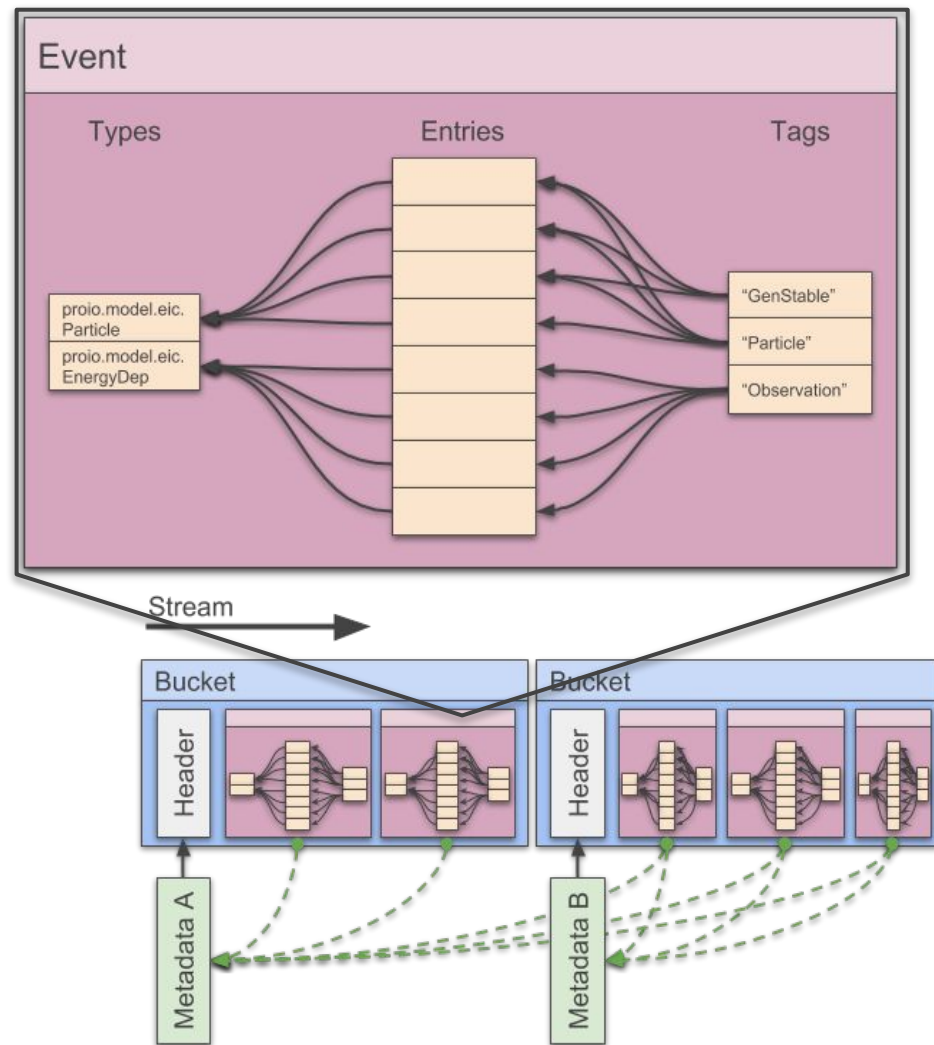 Event
Types
Entries
Tags
proio.model.eic.
Particle
proio.model.eic.
EnergyDep
“GenStable”
“Particle”
“Observation”
Stream
Bucket
Bucket
Header
Header
Metadata A
Metadata B